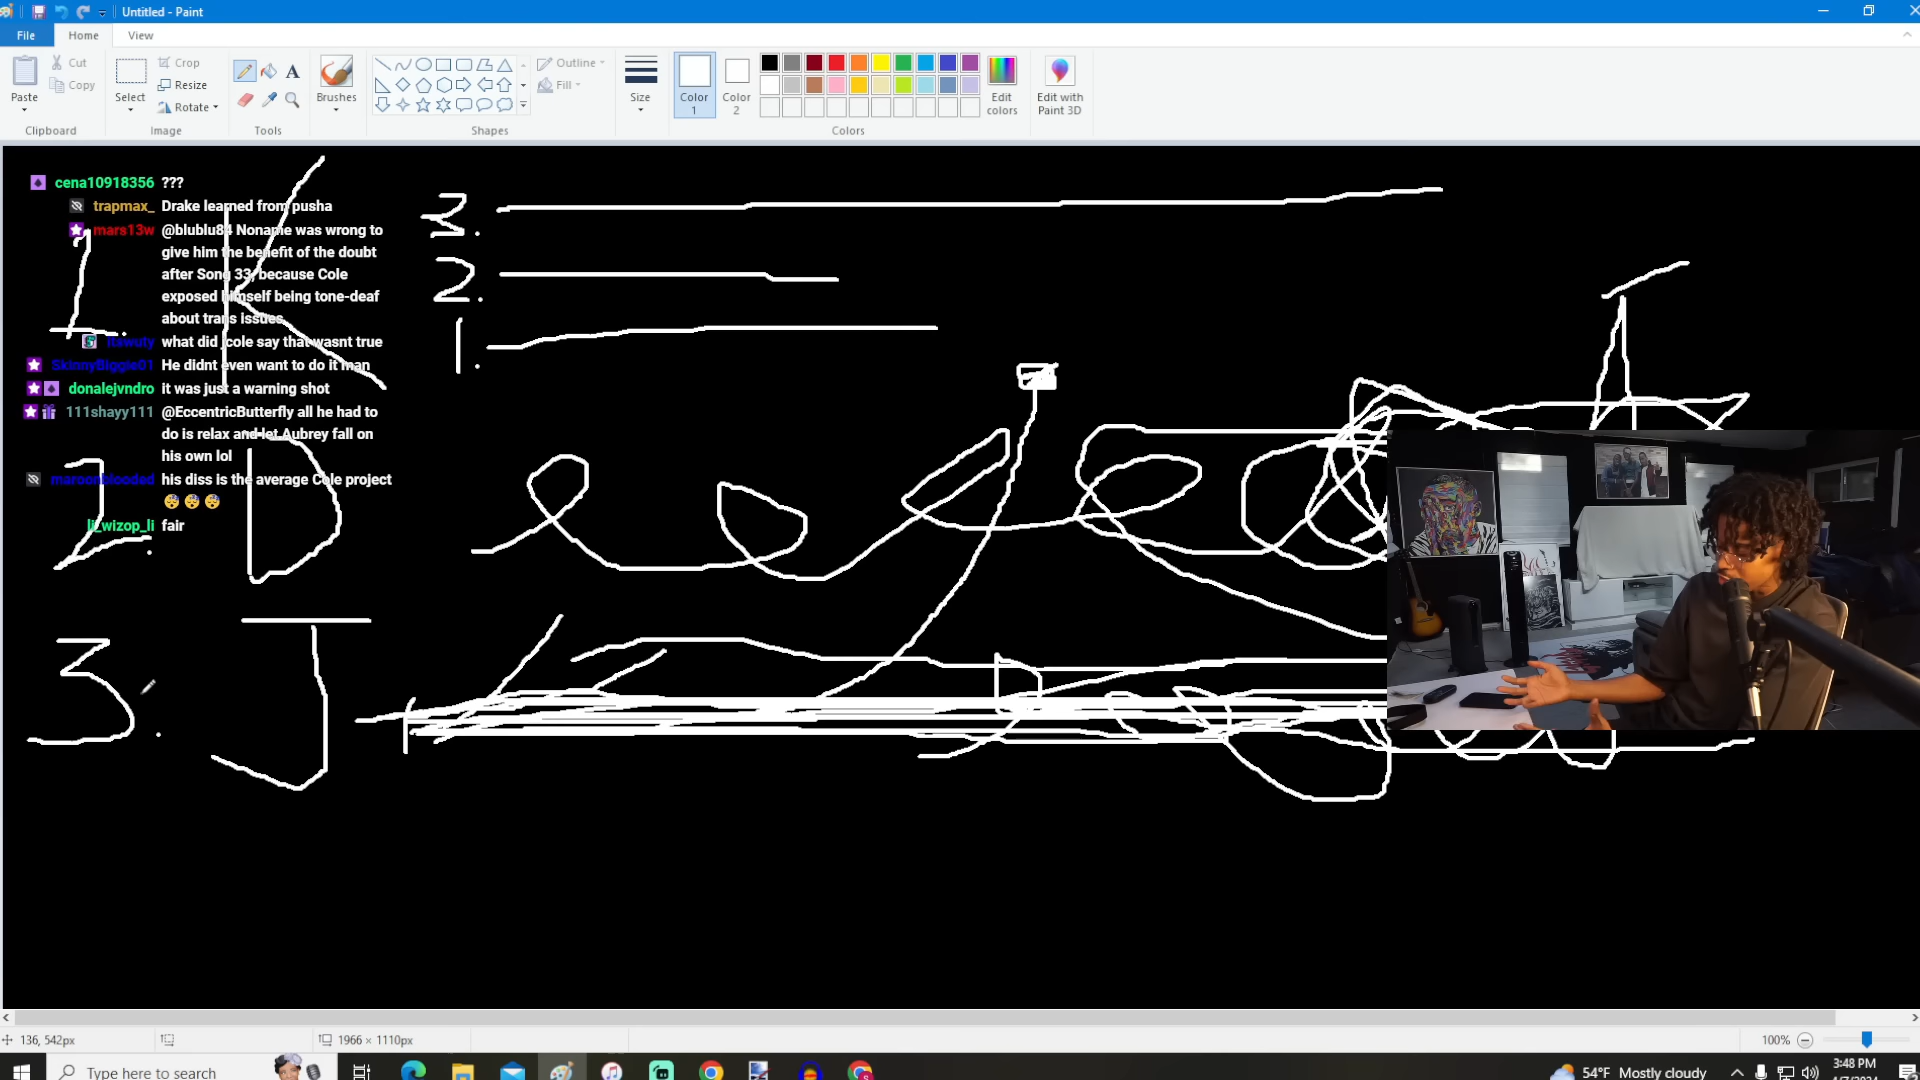 Untitled - Paint
File Home View
Paste
Cut
Copy
Clipboard
Select
Crop
Resize
Rotate
Image
Tools
Brushes
Shapes
Outline
Fill
Size
Color 1
Color 2
Colors
Edit colors
Edit with Paint 3D
cena10918356 ???
trapmax_ Drake learned from pusha
mars13w @blublu84 Noname was wrong to
give him the benefit of the doubt
after Song 33, because Cole
exposed himself being tone-deaf
about trans issues
itswuty what did jcole say that wasnt true
SkinnyBiggie01 He didnt even want to do it man
donalejvndro it was just a warning shot
111shayy111 @EccentricButterfly all he had to
do is relax and let Aubrey fall on
his own lol
maroonblooded his diss is the average Cole project
😴 😴 😴
li_wizop_li fair
1. K
2. D
3. J
3.
2.
1.
136, 542px
1966 × 1110px
100%
Type here to search
54°F Mostly cloudy
3:48 PM